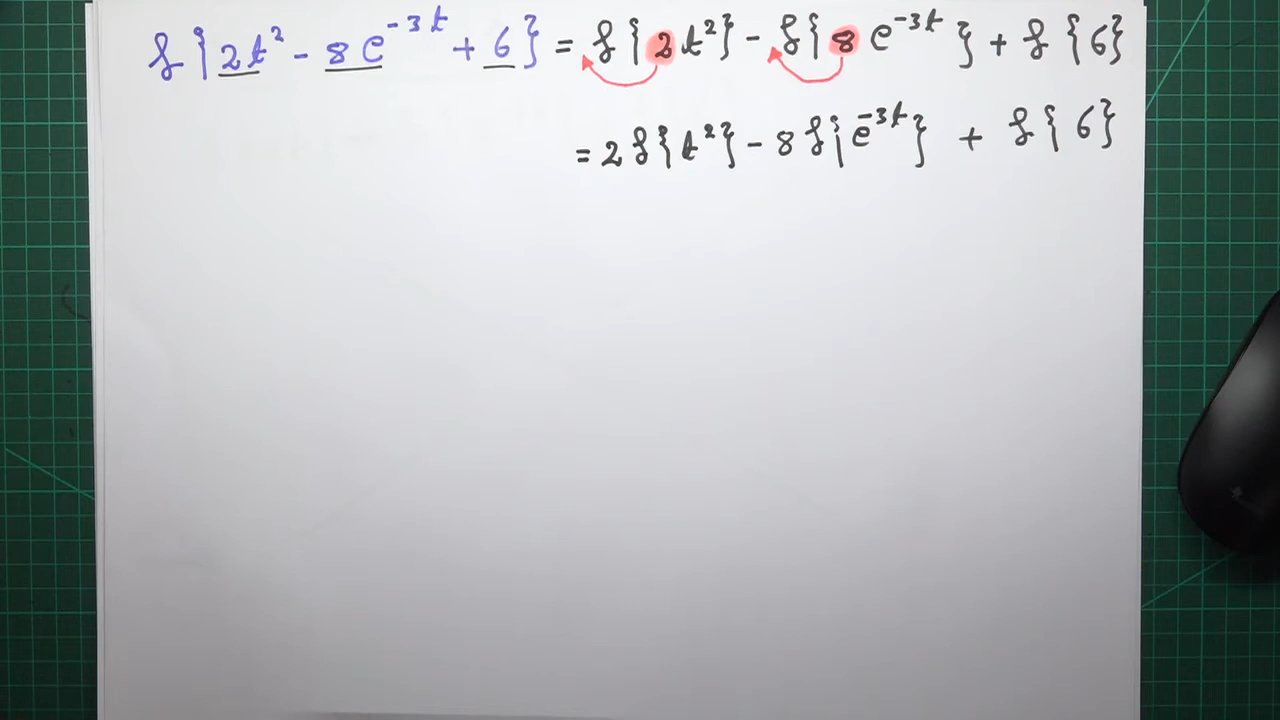 ℒ{2t² - 8e⁻³ᵗ + 6} = ℒ{2t²} - ℒ{8e⁻³ᵗ} + ℒ{6}
= 2ℒ{t²} - 8ℒ{e⁻³ᵗ} + ℒ{6}